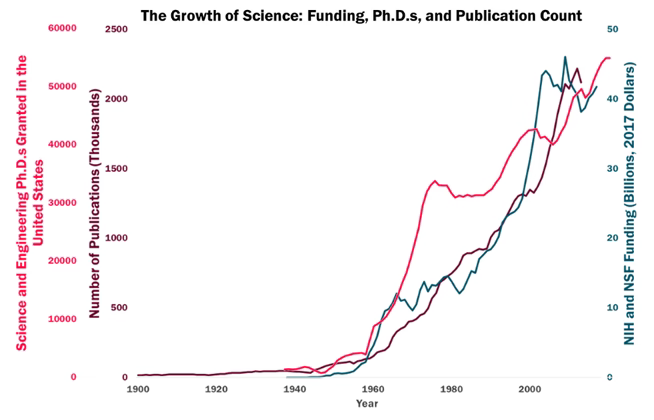 The Growth of Science: Funding, Ph.D.s, and Publication Count
Science and Engineering Ph.D.s Granted in the
United States
60000
50000
40000
30000
20000
10000
0
Number of Publications (Thousands)
2500
2000
1500
1000
500
0
50
40
30
20
10
0
NIH and NSF Funding (Billions, 2017 Dollars)
1900 1920 1940 1960 1980 2000
Year